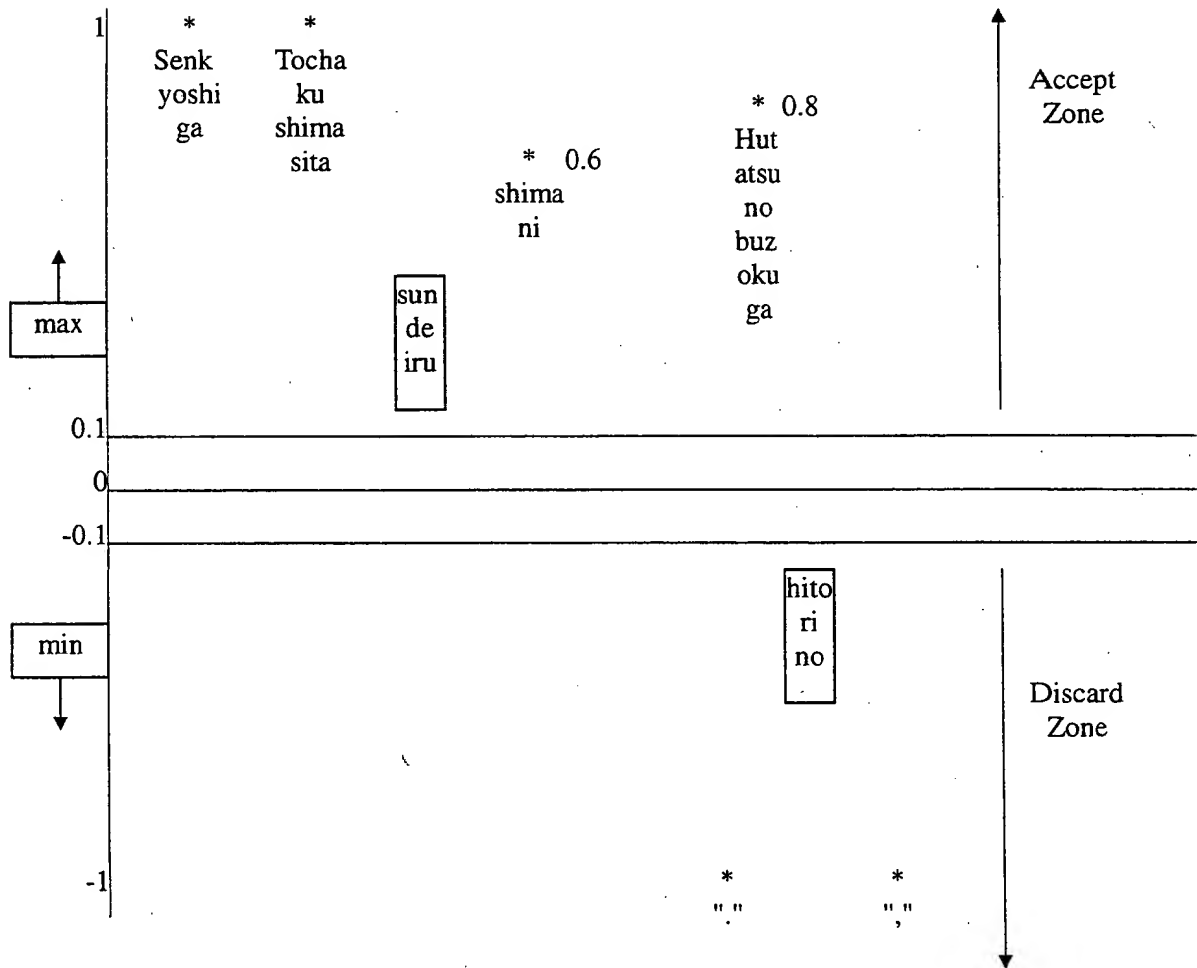 1
*
Senk
yoshi
ga
*
Tocha
ku
shima
sita
* 0.6
shima
ni
* 0.8
Hut
atsu
no
buz
oku
ga
Accept
Zone
max
sun
de
iru
0.1
0
-0.1
min
hito
ri
no
Discard
Zone
-1
*
"."
*
","